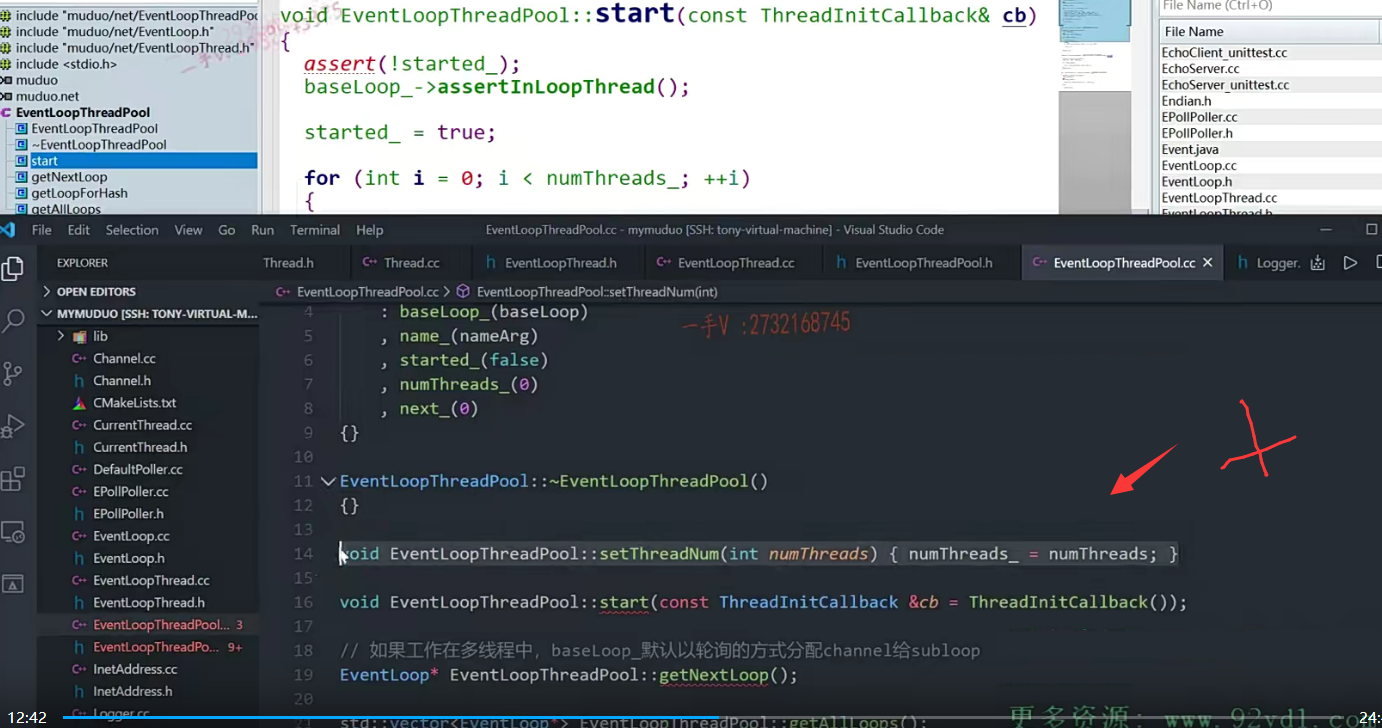 include "muduo/net/EventLoopThreadPoo
include "muduo/net/EventLoop.h"
include "muduo/net/EventLoopThread.h"
include <stdio.h>
muduo
muduo.net
EventLoopThreadPool
EventLoopThreadPool
~EventLoopThreadPool
start
getNextLoop
getLoopForHash
getAllLoops
void EventLoopThreadPool::start(const ThreadInitCallback& cb)
{
assert(!started_);
baseLoop_->assertInLoopThread();
started_ = true;
for (int i = 0; i < numThreads_; ++i)
{
File Name (Ctrl+O)
File Name
EchoClient_unittest.cc
EchoServer.cc
EchoServer_unittest.cc
Endian.h
EPollPoller.cc
EPollPoller.h
Event.java
EventLoop.cc
EventLoop.h
EventLoopThread.cc
EventLoopThread.h
File Edit Selection View Go Run Terminal Help
EventLoopThreadPool.cc - mymuduo [SSH: tony-virtual-machine] - Visual Studio Code
EXPLORER
Thread.h
Thread.cc
EventLoopThread.h
EventLoopThread.cc
EventLoopThreadPool.h
EventLoopThreadPool.cc
Logger.
OPEN EDITORS
MYMUDUO [SSH: TONY-VIRTUAL-M...
lib
Channel.cc
Channel.h
CMakeLists.txt
CurrentThread.cc
CurrentThread.h
DefaultPoller.cc
EPollPoller.cc
EPollPoller.h
EventLoop.cc
EventLoop.h
EventLoopThread.cc
EventLoopThread.h
EventLoopThreadPool... 3
EventLoopThreadPo... 9+
InetAddress.cc
InetAddress.h
Logger.cc
EventLoopThreadPool.cc > EventLoopThreadPool::setThreadNum(int)
4 : baseLoop_(baseLoop)
5 , name_(nameArg)
6 , started_(false)
7 , numThreads_(0)
8 , next_(0)
9 {}
10
11 EventLoopThreadPool::~EventLoopThreadPool()
12 {}
13
14 void EventLoopThreadPool::setThreadNum(int numThreads) { numThreads_ = numThreads; }
15
16 void EventLoopThreadPool::start(const ThreadInitCallback &cb = ThreadInitCallback());
17
18 // 如果工作在多线程中，baseLoop_默认以轮询的方式分配channel给subloop
19 EventLoop* EventLoopThreadPool::getNextLoop();
20
21 std::vector<EventLoop*> EventLoopThreadPool::getAllLoops();
一手V :2732168745
更多资源: www.92ydl.com
12:42
24: